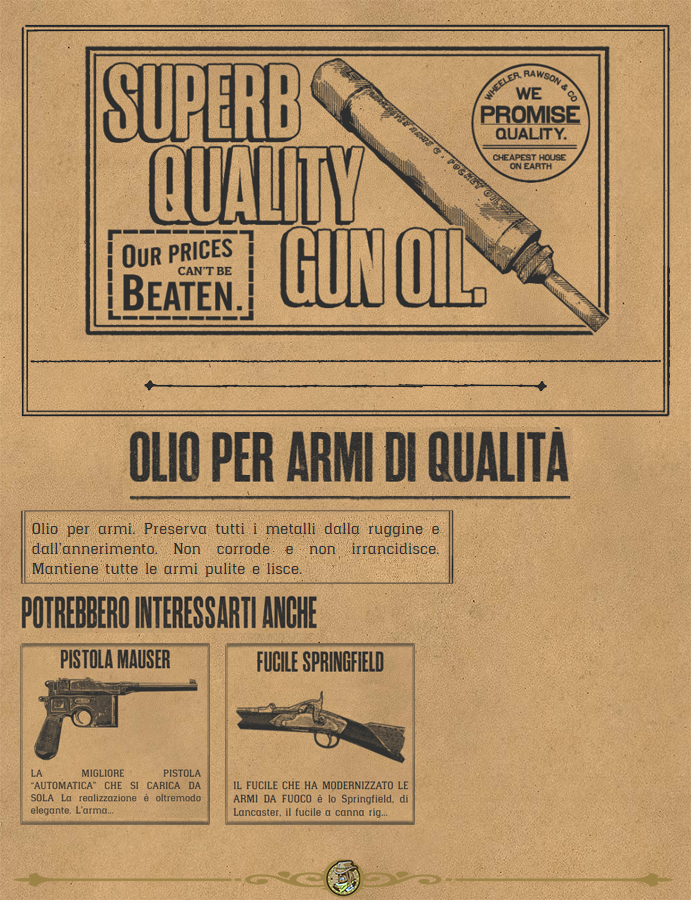 SUPERB
QUALITY
GUN OIL.
WHEELER, RAWSON & CO
WE
PROMISE
QUALITY.
CHEAPEST HOUSE
ON EARTH
OUR PRICES
CAN'T BE
BEATEN.
OLIO PER ARMI DI QUALITÀ
Olio per armi. Preserva tutti i metalli dalla ruggine e
dall'annerimento. Non corrode e non irrancidisce.
Mantiene tutte le armi pulite e lisce.
POTREBBERO INTERESSARTI ANCHE
PISTOLA MAUSER
LA MIGLIORE PISTOLA
"AUTOMATICA" CHE SI CARICA DA
SOLA La realizzazione è oltremodo
elegante. L'arma...
FUCILE SPRINGFIELD
IL FUCILE CHE HA MODERNIZZATO LE
ARMI DA FUOCO è lo Springfield, di
Lancaster, il fucile a canna rig...